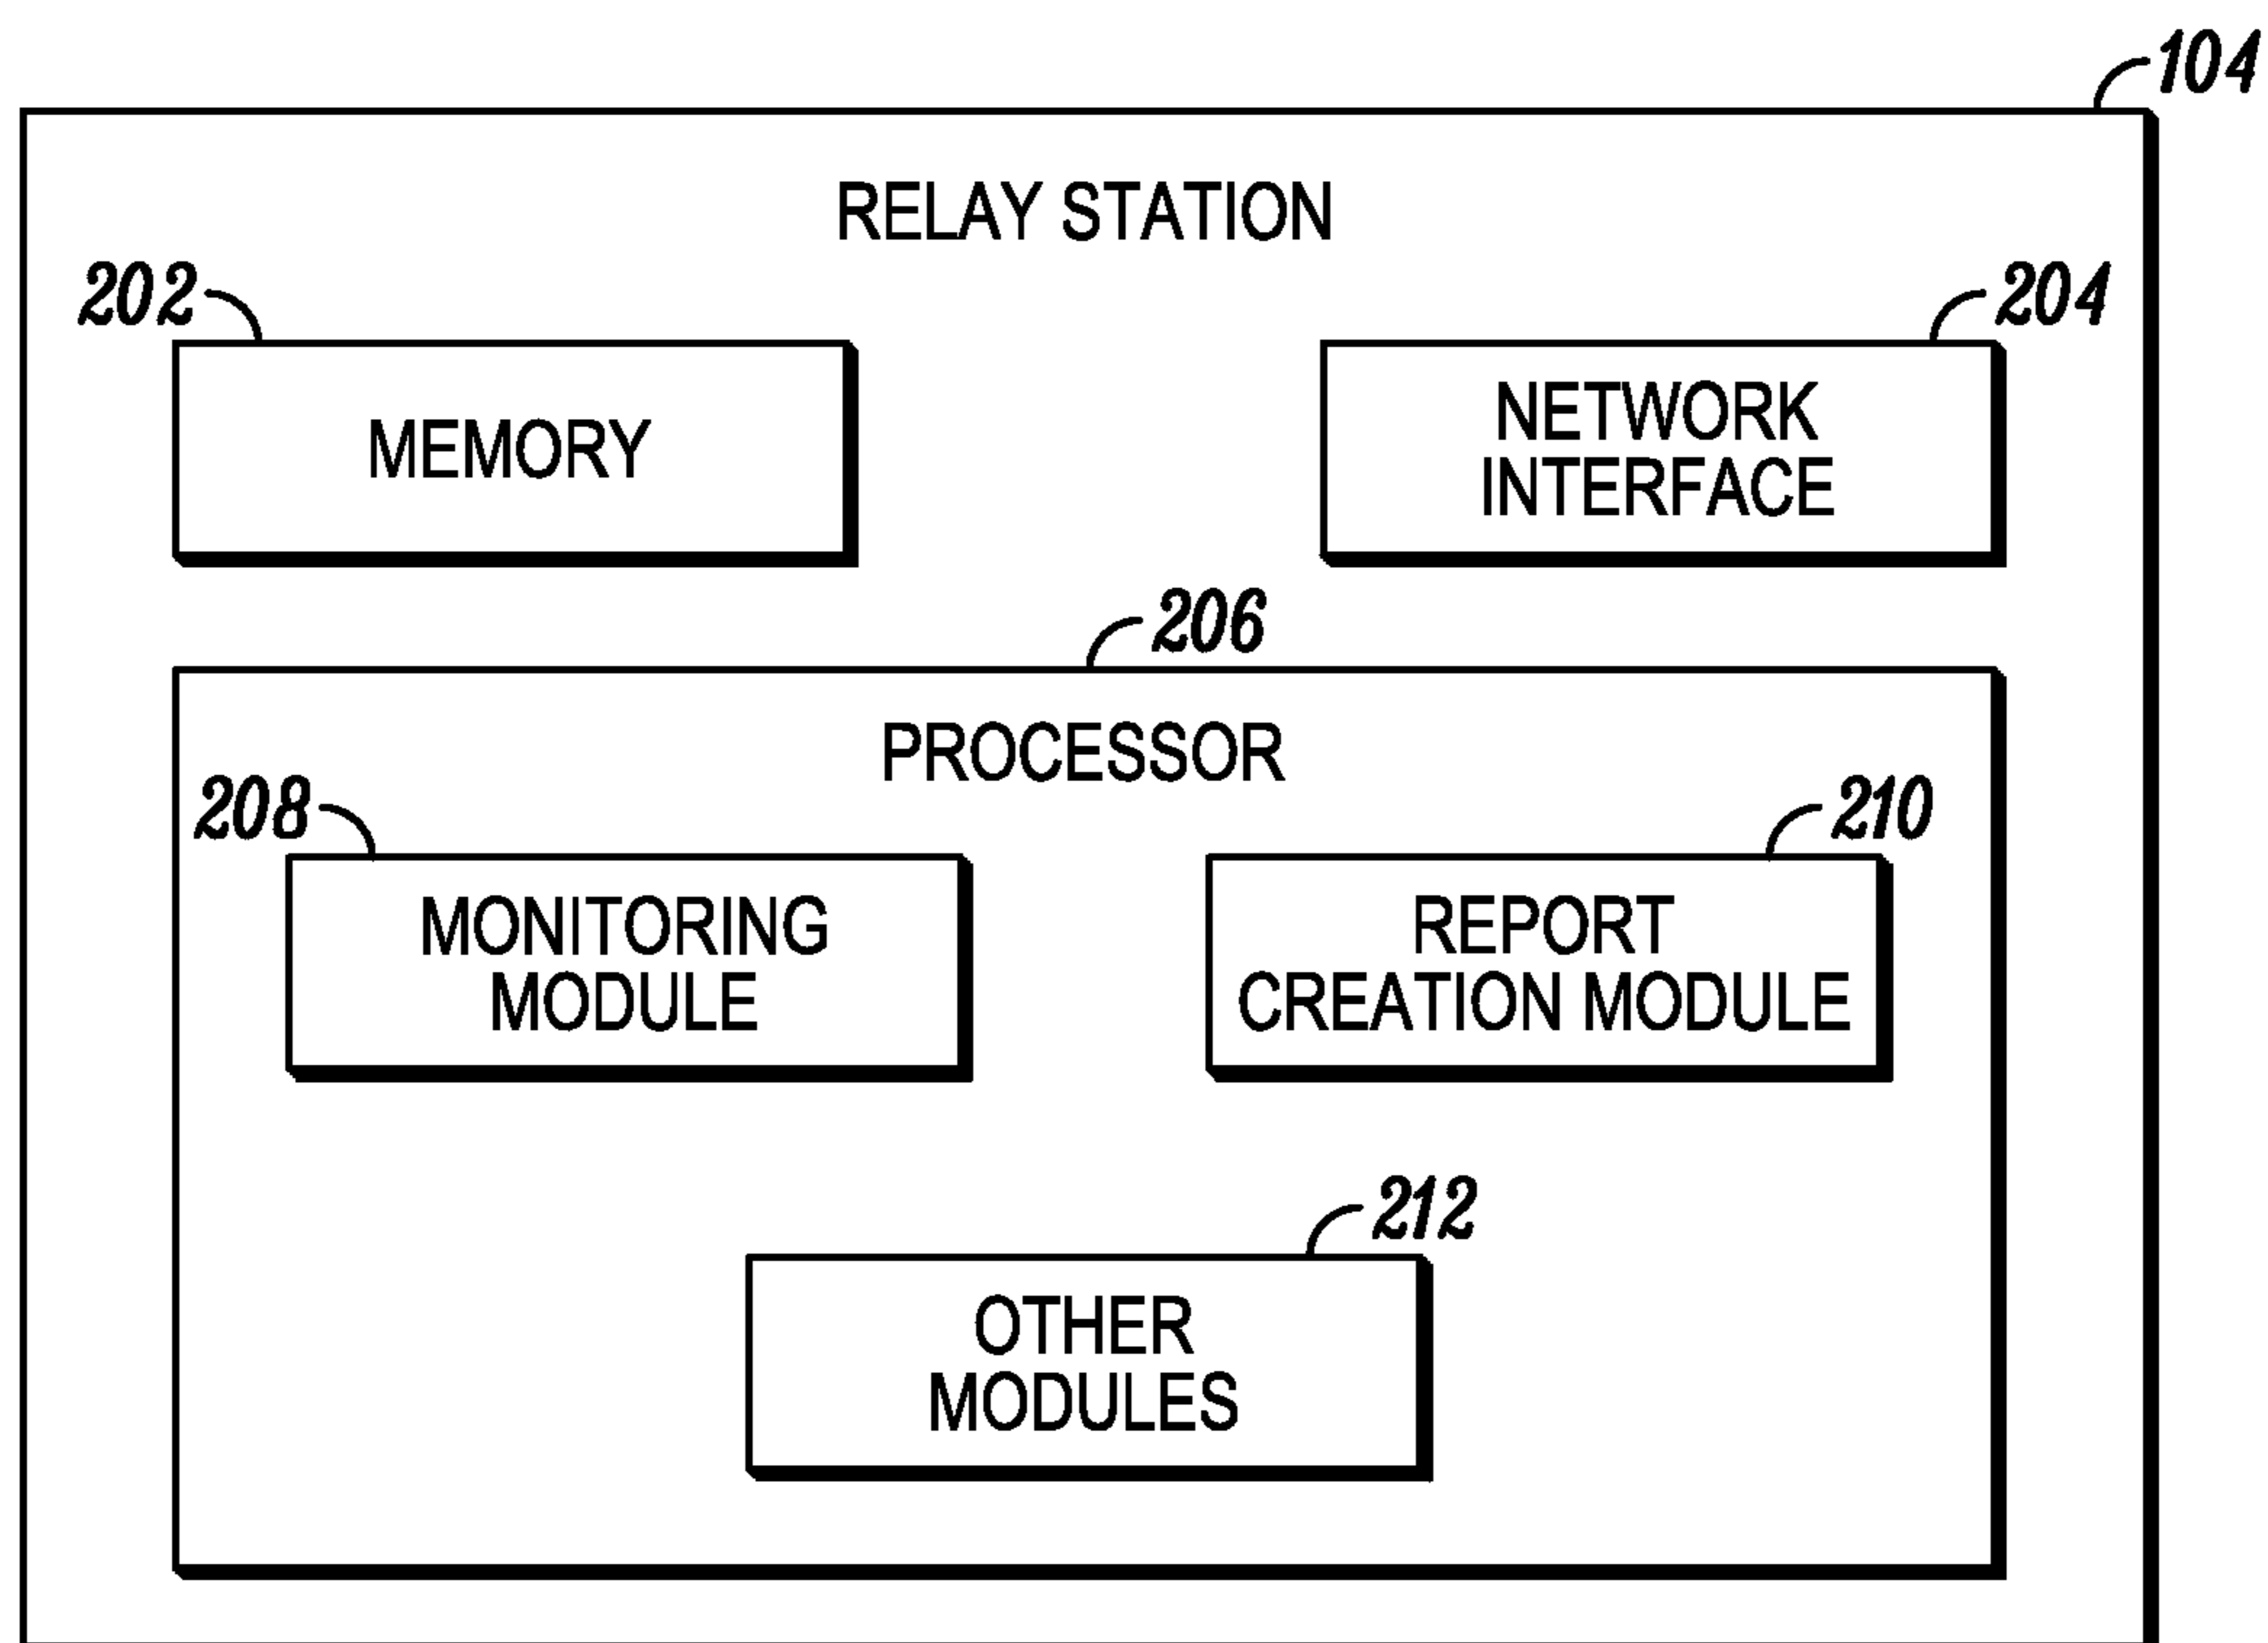 104
RELAY STATION
202
204
MEMORY
NETWORK
INTERFACE
206
PROCESSOR
208
210
MONITORING
MODULE
REPORT
CREATION MODULE
212
OTHER
MODULES